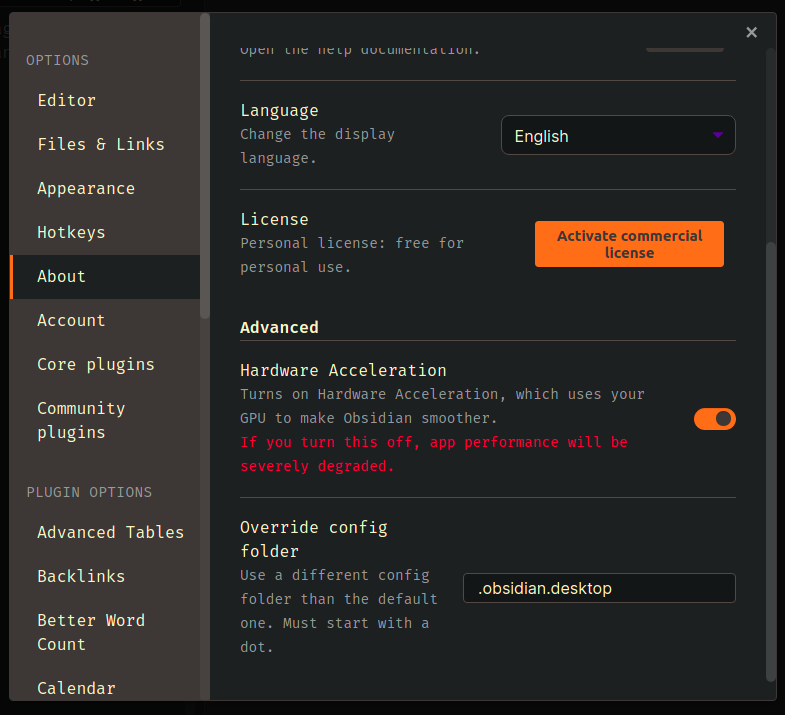 OPTIONS
Editor
Files & Links
Appearance
Hotkeys
About
Account
Core plugins
Community
plugins
PLUGIN OPTIONS
Advanced Tables
Backlinks
Better Word
Count
Calendar
Open the help documentation.
Language
Change the display
language.
English
License
Personal license: free for
personal use.
Activate commercial
license
Advanced
Hardware Acceleration
Turns on Hardware Acceleration, which uses your
GPU to make Obsidian smoother.
If you turn this off, app performance will be
severely degraded.
Override config
folder
Use a different config
folder than the default
one. Must start with a
dot.
.obsidian.desktop